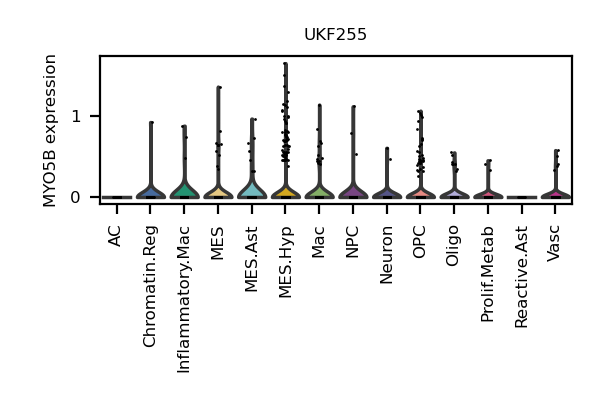 UKF255
MYO5B expression
1
0
AC
Chromatin.Reg
Inflammatory.Mac
MES
MES.Ast
MES.Hyp
Mac
NPC
Neuron
OPC
Oligo
Prolif.Metab
Reactive.Ast
Vasc